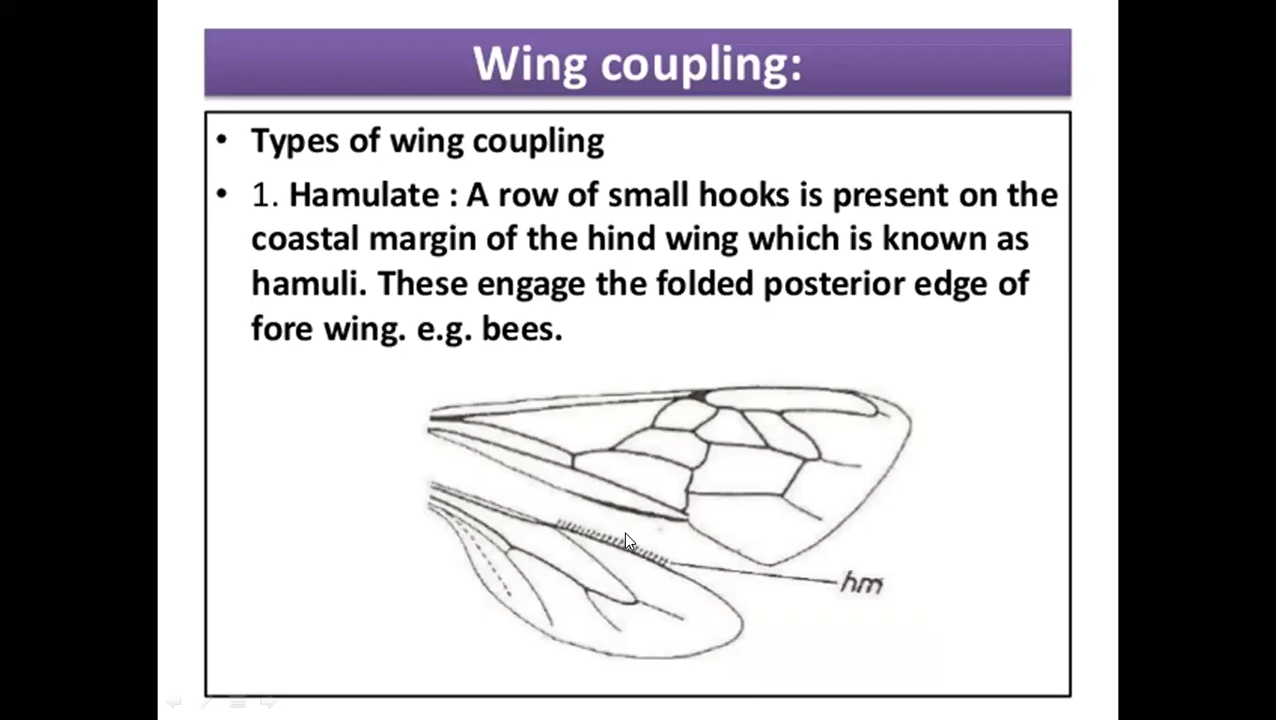 Wing coupling:
• Types of wing coupling
• 1. Hamulate : A row of small hooks is present on the
coastal margin of the hind wing which is known as
hamuli. These engage the folded posterior edge of
fore wing. e.g. bees.
hm